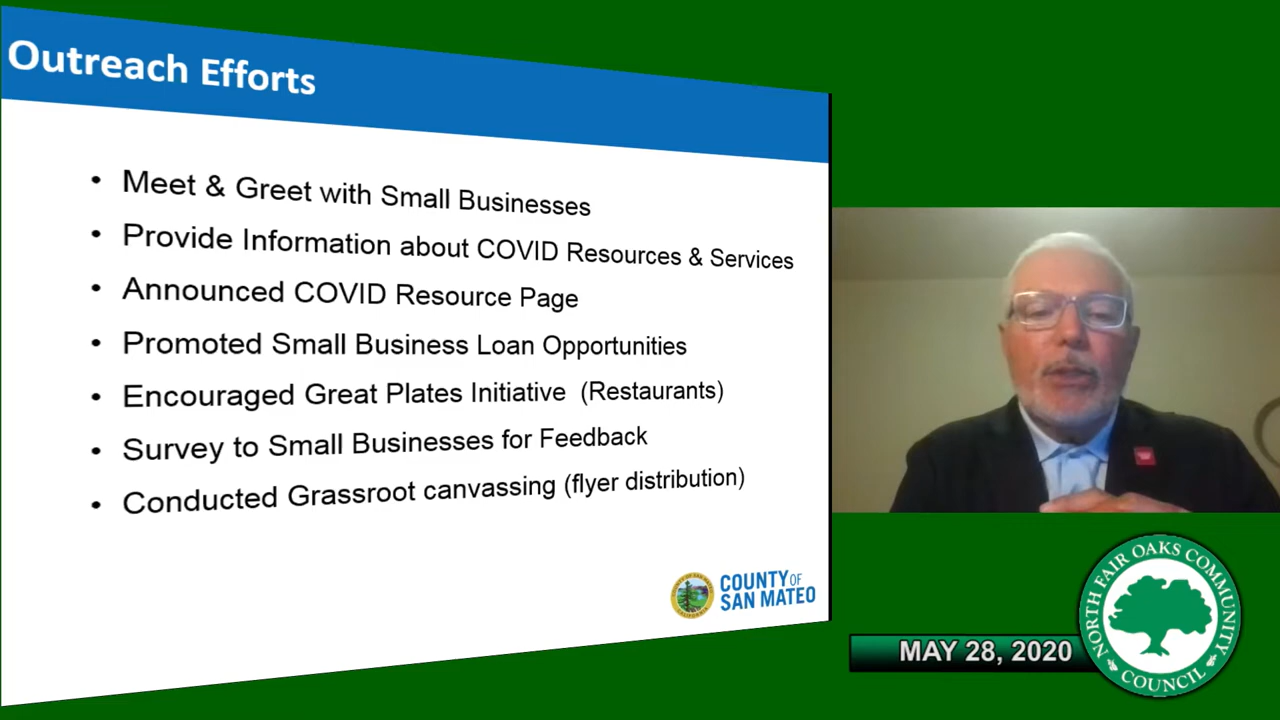 Outreach Efforts
• Meet & Greet with Small Businesses
• Provide Information about COVID Resources & Services
• Announced COVID Resource Page
• Promoted Small Business Loan Opportunities
• Encouraged Great Plates Initiative (Restaurants)
• Survey to Small Businesses for Feedback
• Conducted Grassroot canvassing (flyer distribution)
COUNTY OF
SAN MATEO
MAY 28, 2020
NORTH FAIR OAKS COMMUNITY
COUNCIL